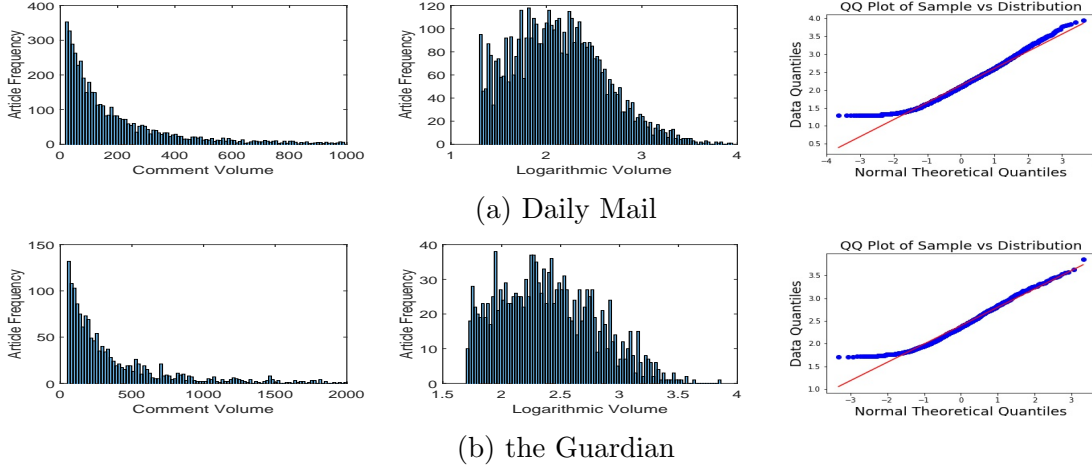 QQ Plot of Sample vs Distribution
400
300
200
100
0
Article Frequency
0 200 400 600 800 1000
Comment Volume
120
100
80
60
40
20
0
Article Frequency
1 2 3 4
Logarithmic Volume
4.0
3.5
3.0
2.5
2.0
1.5
1.0
0.5
Data Quantiles
−4 −3 −2 −1 0 1 2 3
Normal Theoretical Quantiles
(a) Daily Mail
QQ Plot of Sample vs Distribution
150
100
50
0
Article Frequency
0 500 1000 1500 2000
Comment Volume
40
30
20
10
0
Article Frequency
1.5 2 2.5 3 3.5 4
Logarithmic Volume
3.5
3.0
2.5
2.0
1.5
1.0
Data Quantiles
−3 −2 −1 0 1 2 3
Normal Theoretical Quantiles
(b) the Guardian